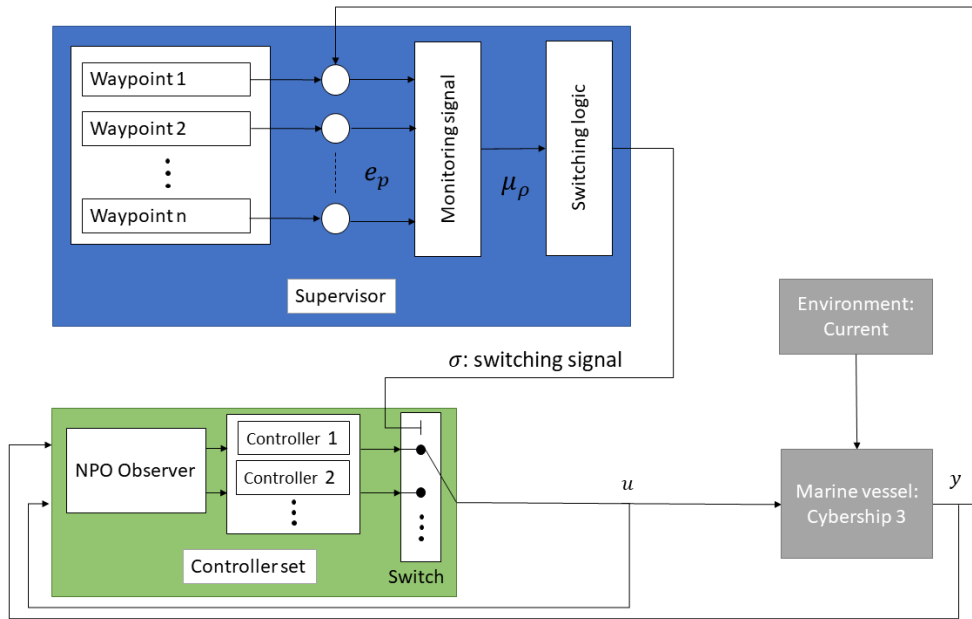 Waypoint 1
Waypoint 2
Waypoint n
e_p
Monitoring signal
μ_ρ
Switching logic
Supervisor
Environment:
Current
σ: switching signal
NPO Observer
Controller 1
Controller 2
Controller set
Switch
u
Marine vessel:
Cybership 3
y